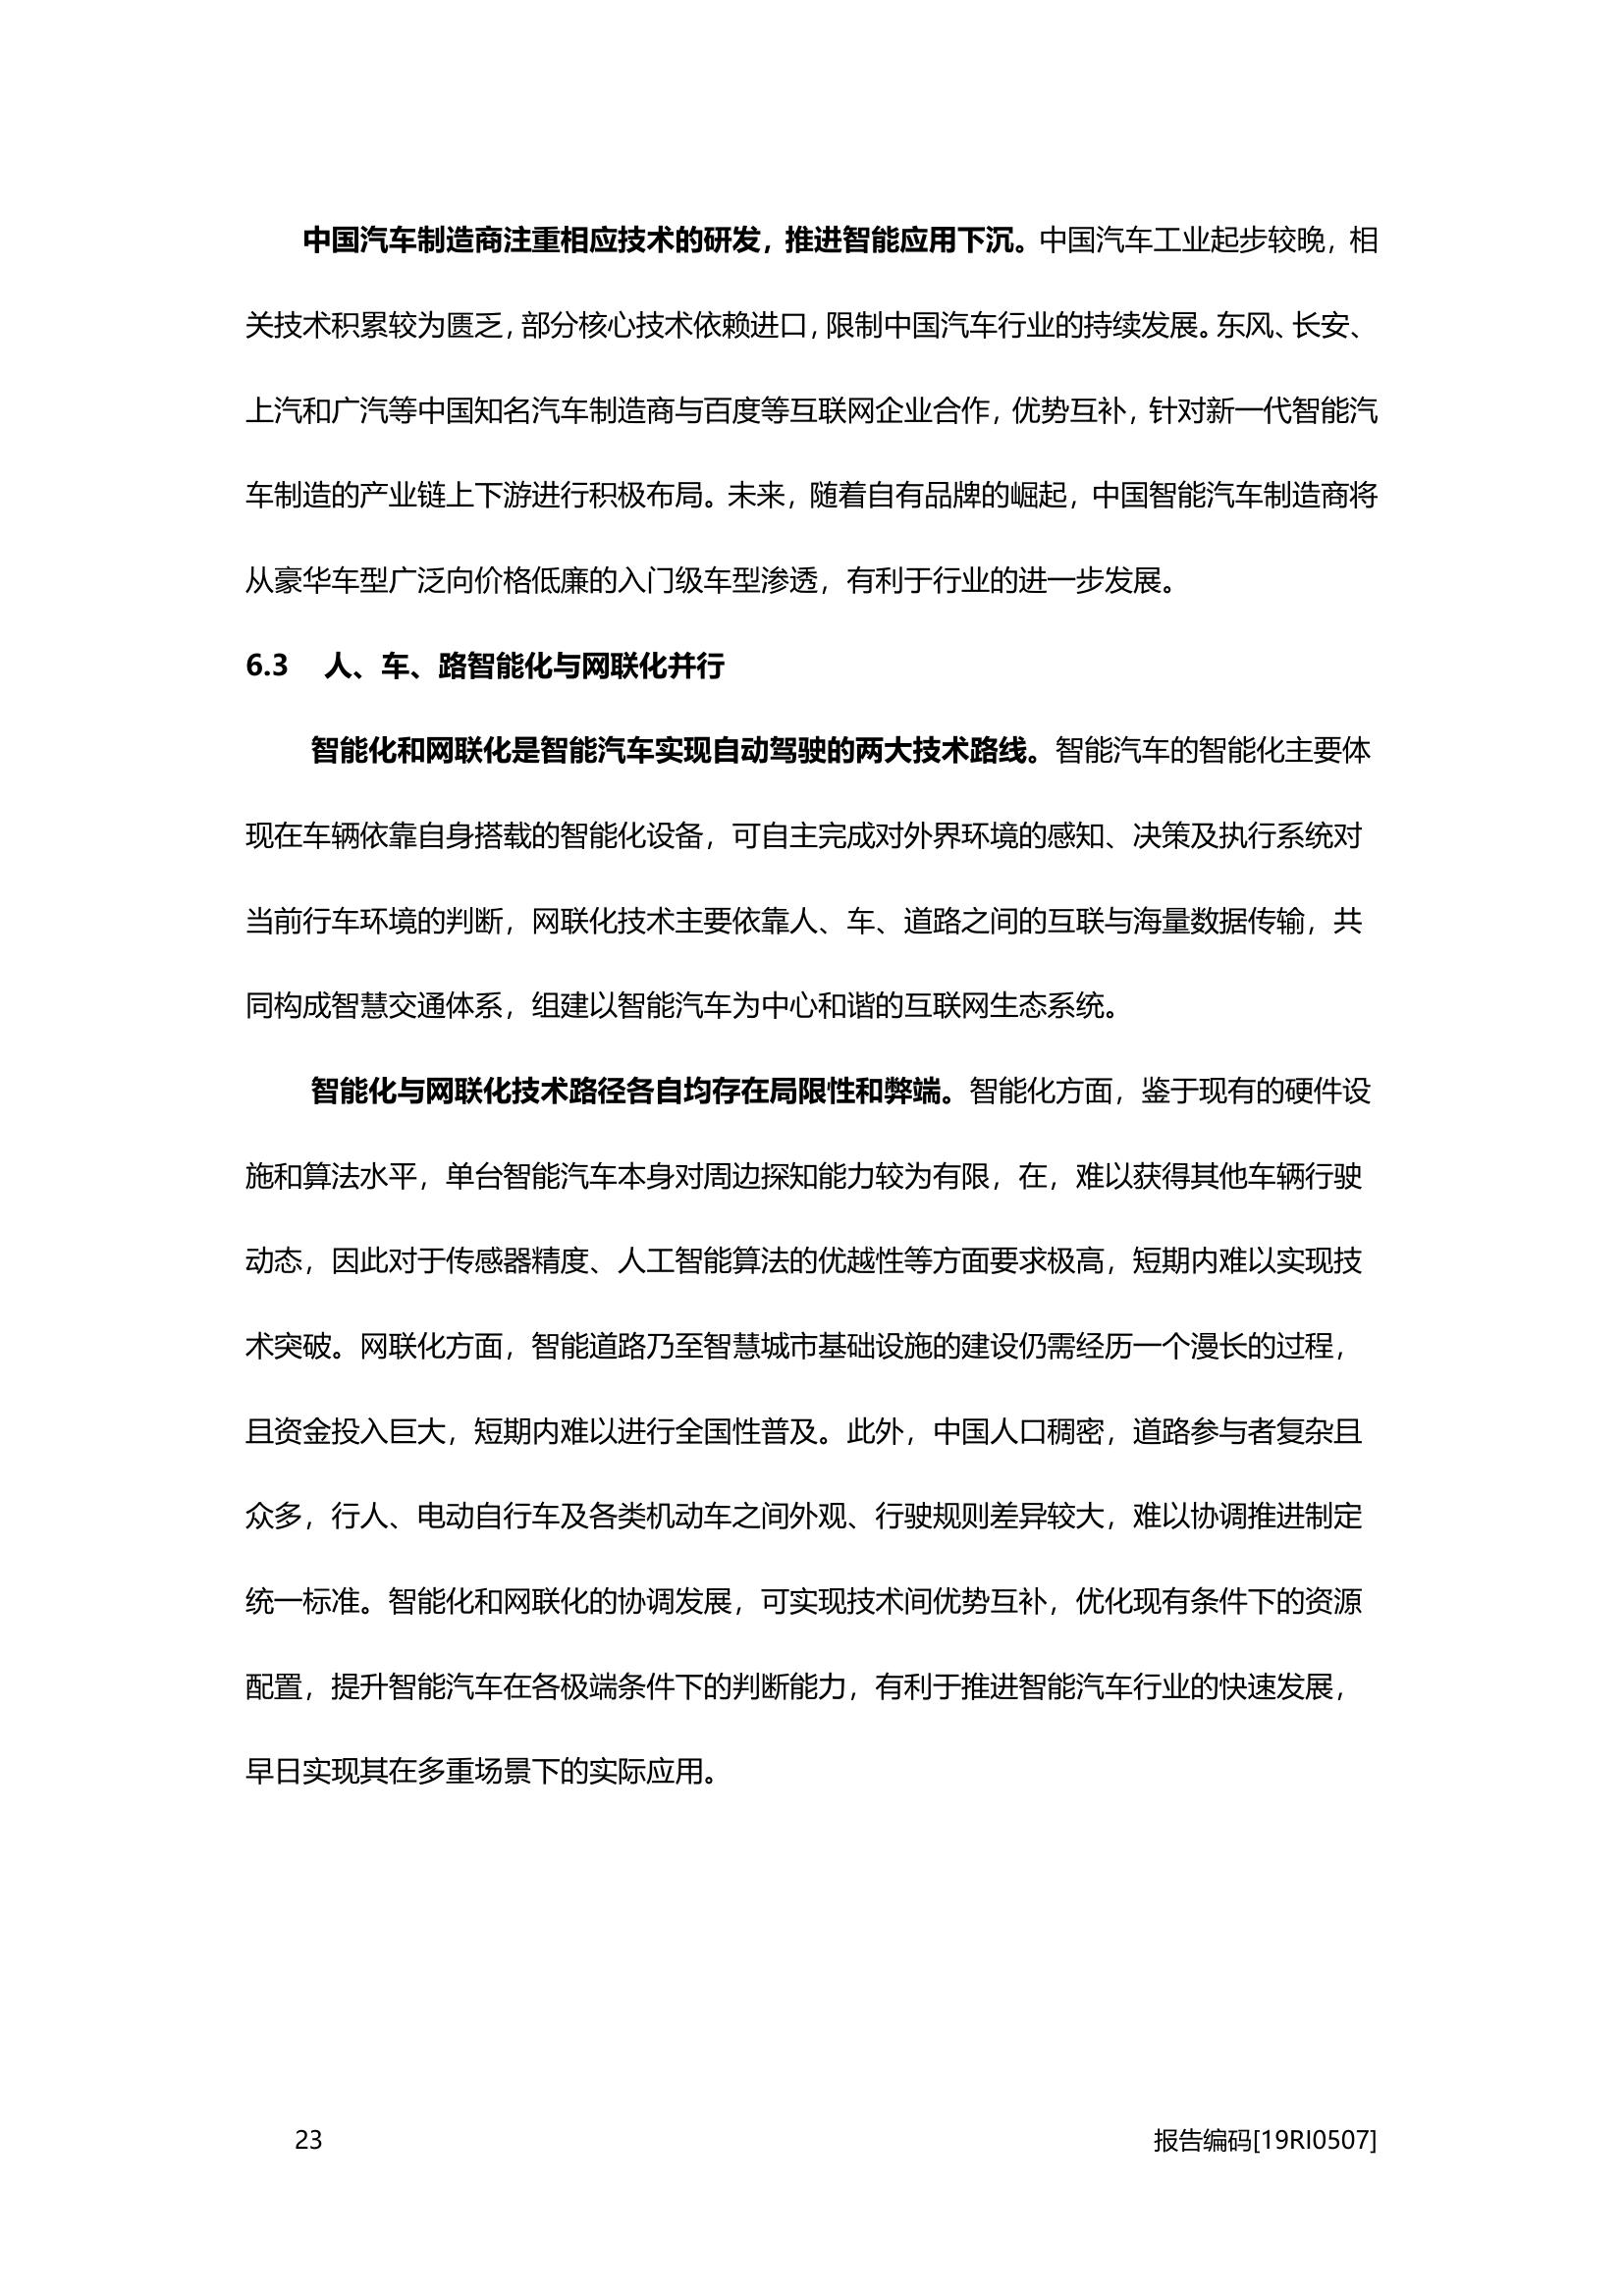 中国汽车制造商注重相应技术的研发，推进智能应用下沉。中国汽车工业起步较晚，相
关技术积累较为匮乏，部分核心技术依赖进口，限制中国汽车行业的持续发展。东风、长安、
上汽和广汽等中国知名汽车制造商与百度等互联网企业合作，优势互补，针对新一代智能汽
车制造的产业链上下游进行积极布局。未来，随着自有品牌的崛起，中国智能汽车制造商将
从豪华车型广泛向价格低廉的入门级车型渗透，有利于行业的进一步发展。
6.3 人、车、路智能化与网联化并行
智能化和网联化是智能汽车实现自动驾驶的两大技术路线。智能汽车的智能化主要体
现在车辆依靠自身搭载的智能化设备，可自主完成对外界环境的感知、决策及执行系统对
当前行车环境的判断，网联化技术主要依靠人、车、道路之间的互联与海量数据传输，共
同构成智慧交通体系，组建以智能汽车为中心和谐的互联网生态系统。
智能化与网联化技术路径各自均存在局限性和弊端。智能化方面，鉴于现有的硬件设
施和算法水平，单台智能汽车本身对周边探知能力较为有限，在，难以获得其他车辆行驶
动态，因此对于传感器精度、人工智能算法的优越性等方面要求极高，短期内难以实现技
术突破。网联化方面，智能道路乃至智慧城市基础设施的建设仍需经历一个漫长的过程，
且资金投入巨大，短期内难以进行全国性普及。此外，中国人口稠密，道路参与者复杂且
众多，行人、电动自行车及各类机动车之间外观、行驶规则差异较大，难以协调推进制定
统一标准。智能化和网联化的协调发展，可实现技术间优势互补，优化现有条件下的资源
配置，提升智能汽车在各极端条件下的判断能力，有利于推进智能汽车行业的快速发展，
早日实现其在多重场景下的实际应用。
23 报告编码[19RI0507]